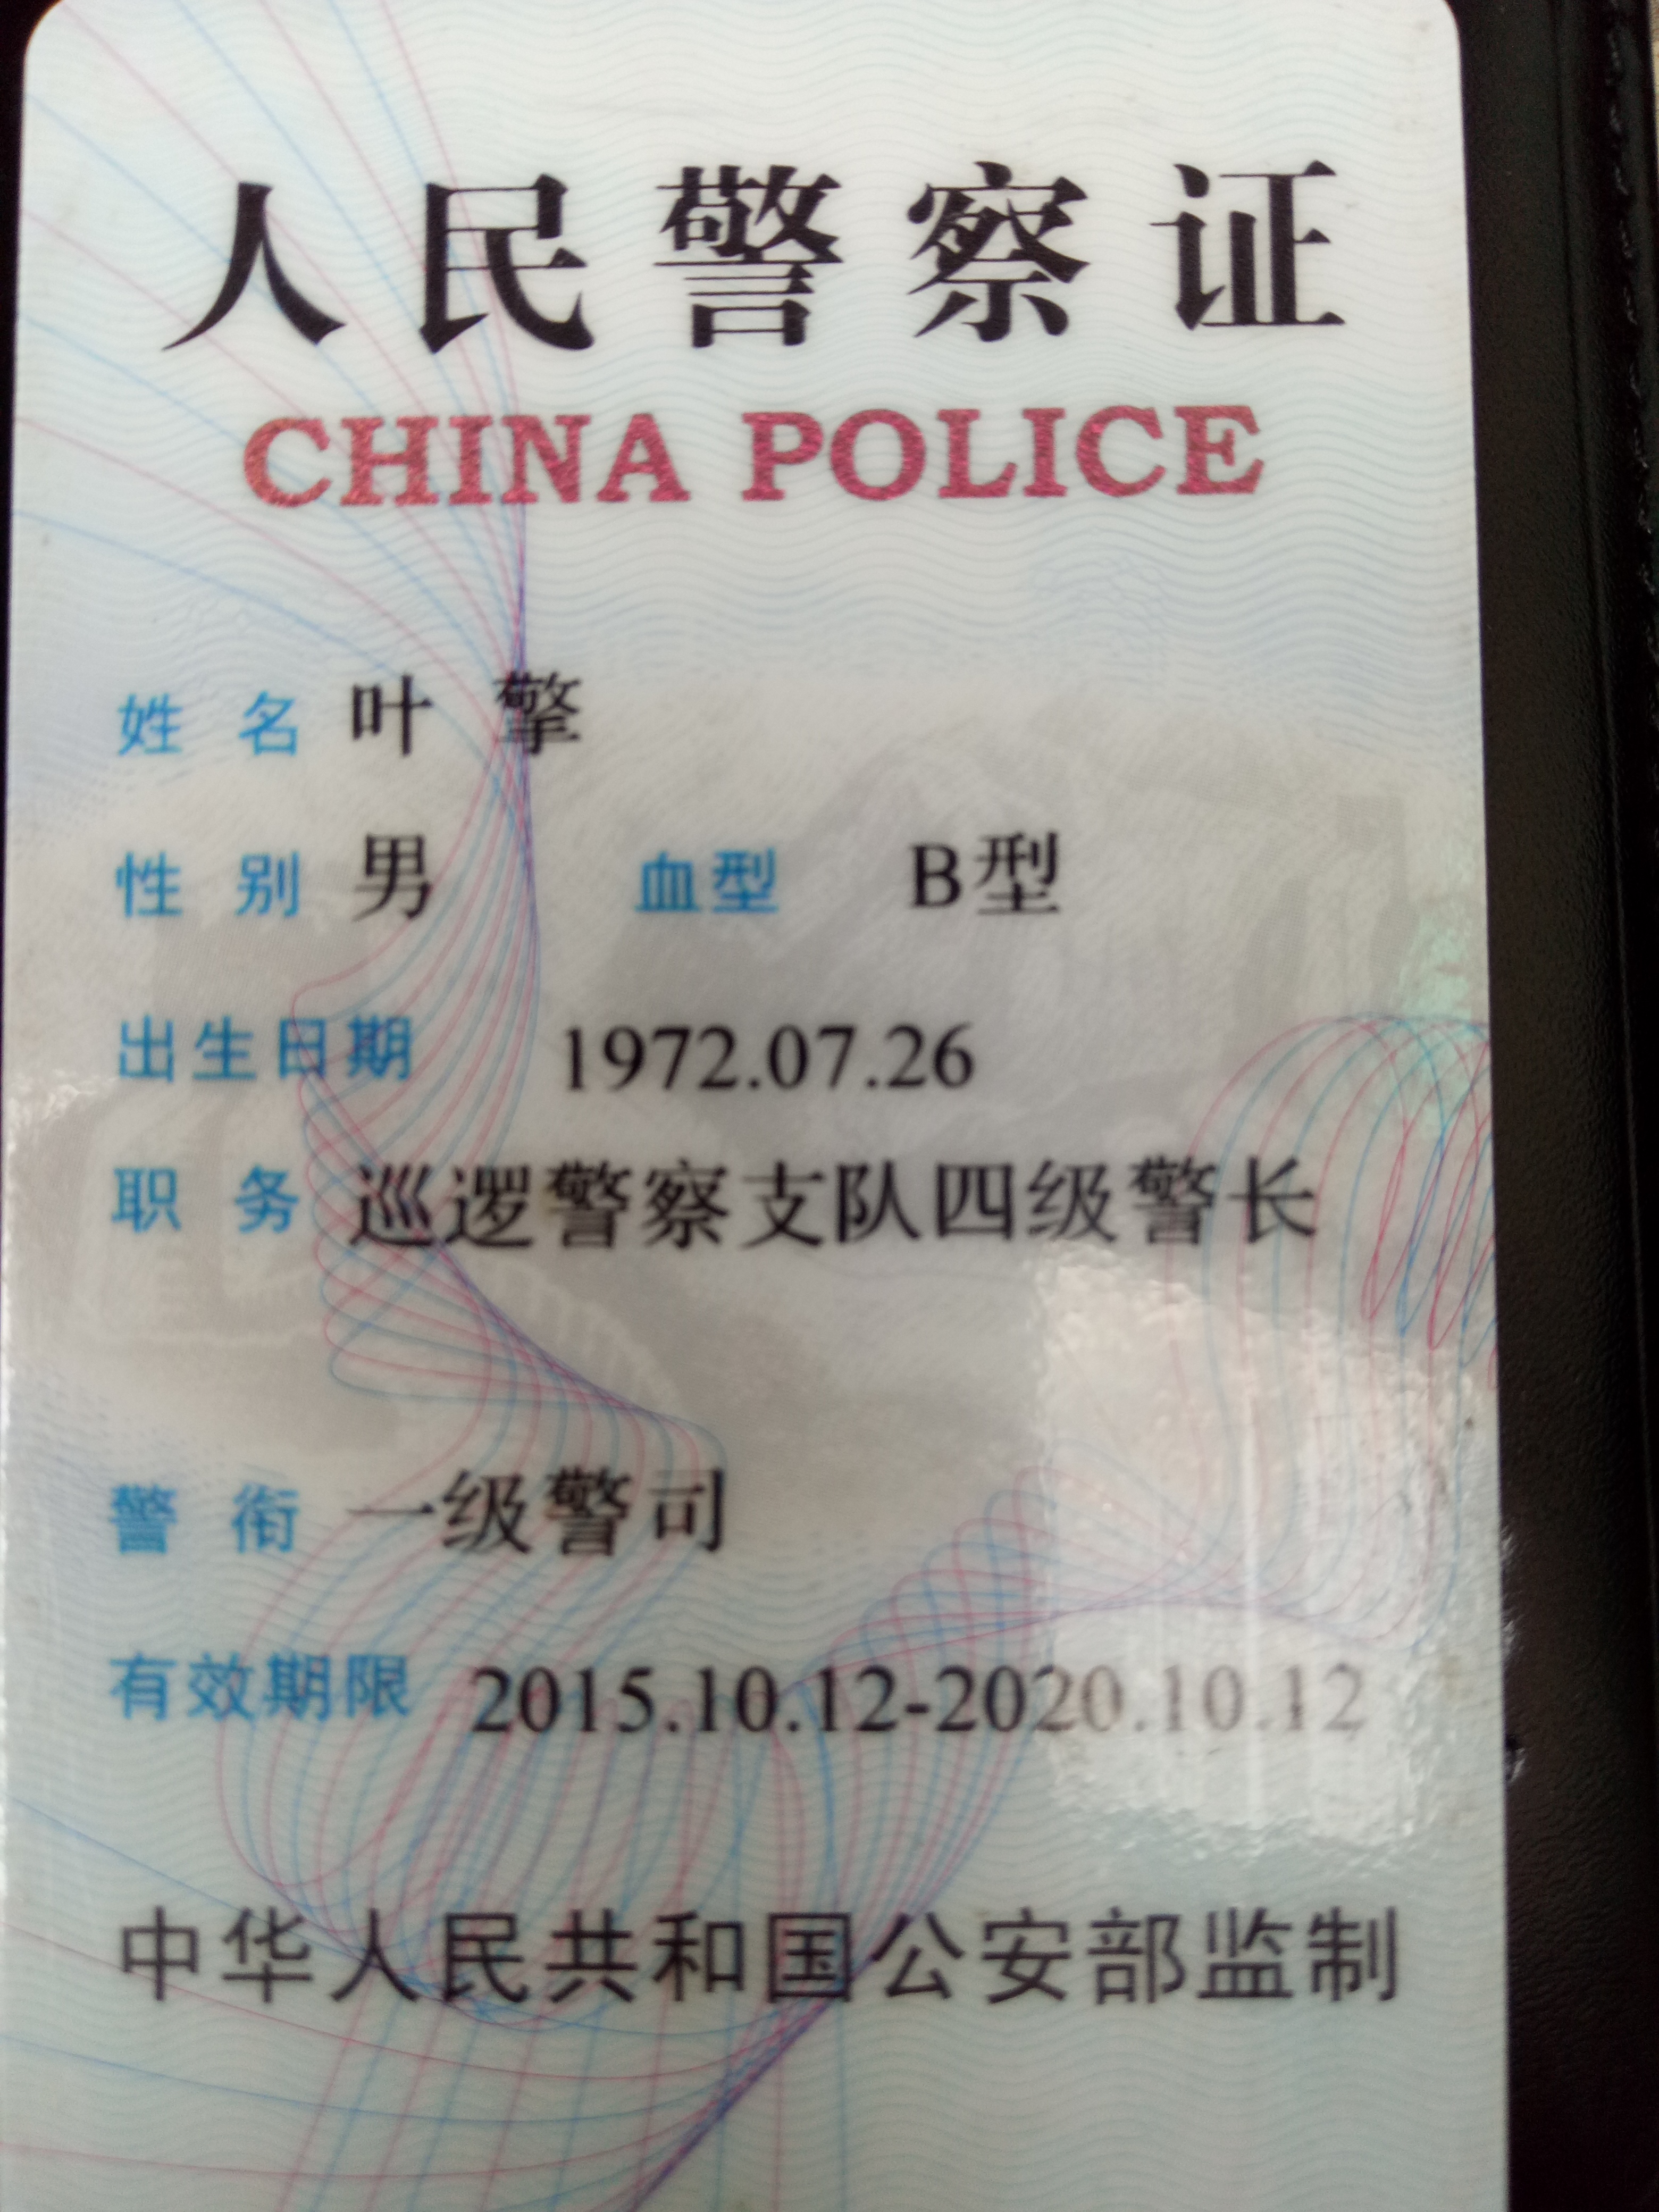 人民警察证
CHINA POLICE
姓名 叶擎
性别 男 血型 B型
出生日期 1972.07.26
职务 巡逻警察支队四级警长
警衔 一级警司
有效期限 2015.10.12-2020.10.12
中华人民共和国公安部监制